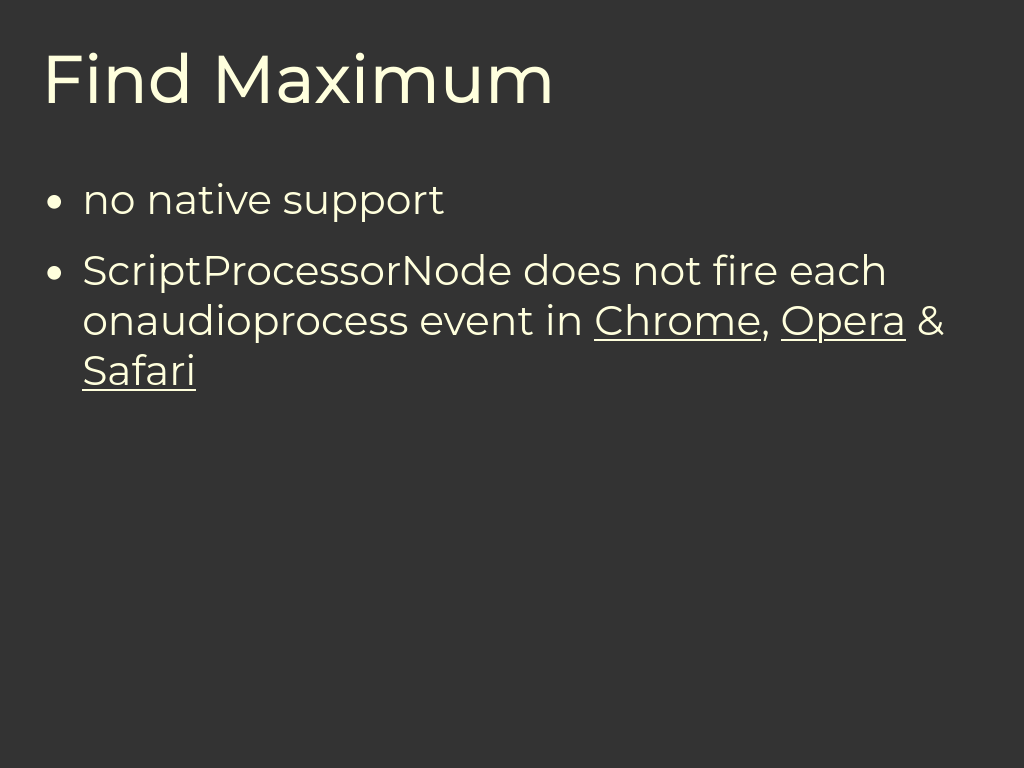 Find Maximum
• no native support
• ScriptProcessorNode does not fire each
onaudioprocess event in Chrome, Opera &
Safari